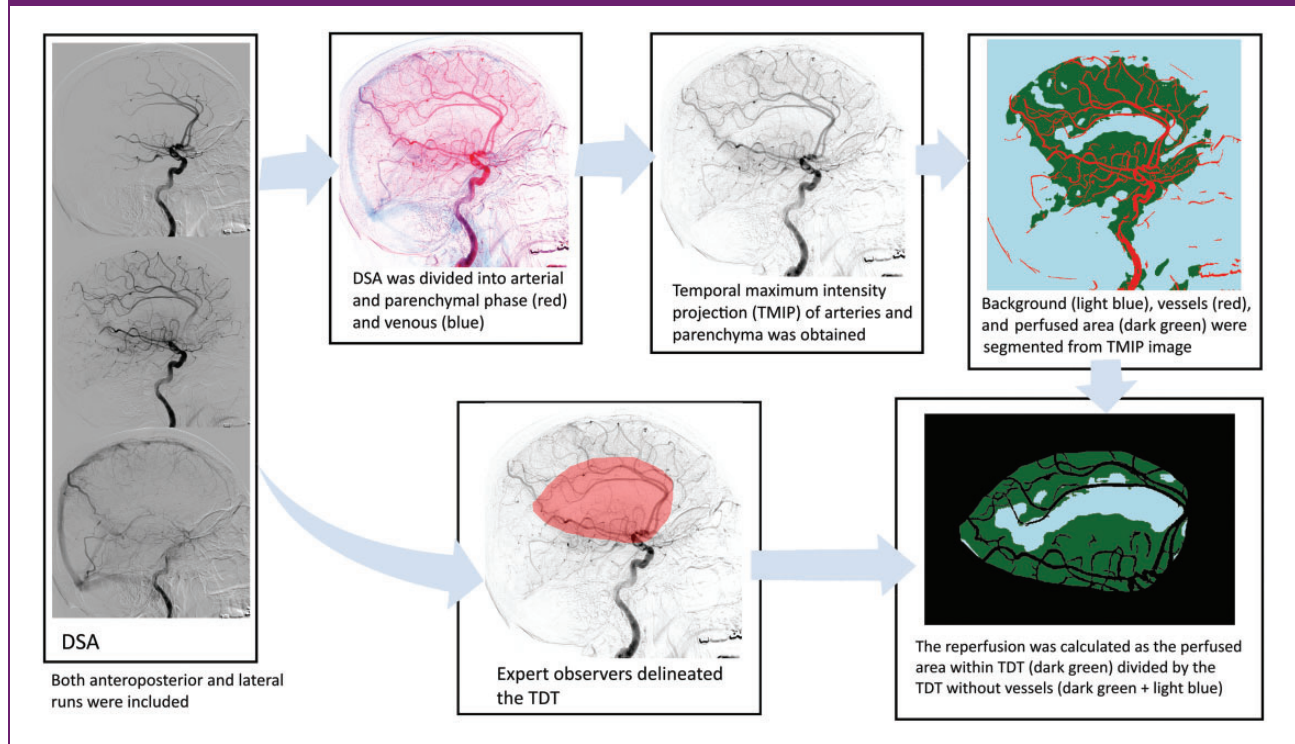 DSA
Both anteroposterior and lateral
runs were included
DSA was divided into arterial
and parenchymal phase (red)
and venous (blue)
Temporal maximum intensity
projection (TMIP) of arteries and
parenchyma was obtained
Background (light blue), vessels (red),
and perfused area (dark green) were
segmented from TMIP image
Expert observers delineated
the TDT
The reperfusion was calculated as the perfused
area within TDT (dark green) divided by the
TDT without vessels (dark green + light blue)